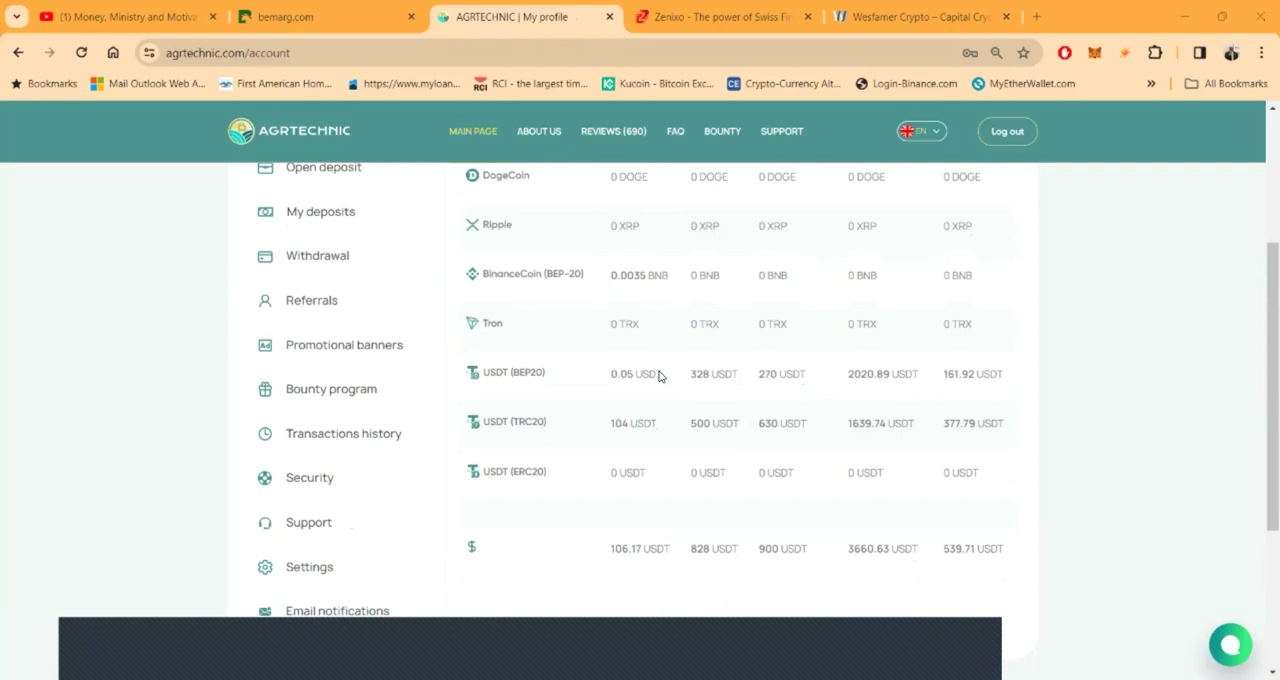 (1) Money, Ministry and Motiva
bemarg.com
AGRTECHNIC | My profile
Zenixo - The power of Swiss Fi
Wesfamer Crypto – Capital Cryp
agrtechnic.com/account
Bookmarks
Mail Outlook Web A...
First American Hom...
https://www.myloan...
RCI - the largest tim...
Kucoin - Bitcoin Exc...
Crypto-Currency Alt...
Login-Binance.com
MyEtherWallet.com
»
All Bookmarks
AGRTECHNIC
MAIN PAGE
ABOUT US
REVIEWS (690)
FAQ
BOUNTY
SUPPORT
EN
Log out
Open deposit
My deposits
Withdrawal
Referrals
Promotional banners
Bounty program
Transactions history
Security
Support
Settings
Email notifications
DogeCoin 0 DOGE 0 DOGE 0 DOGE 0 DOGE 0 DOGE
Ripple 0 XRP 0 XRP 0 XRP 0 XRP 0 XRP
BinanceCoin (BEP-20) 0.0035 BNB 0 BNB 0 BNB 0 BNB 0 BNB
Tron 0 TRX 0 TRX 0 TRX 0 TRX 0 TRX
USDT (BEP20) 0.05 USDT 328 USDT 270 USDT 2020.89 USDT 161.92 USDT
USDT (TRC20) 104 USDT 500 USDT 630 USDT 1639.74 USDT 377.79 USDT
USDT (ERC20) 0 USDT 0 USDT 0 USDT 0 USDT 0 USDT
$ 106.17 USDT 828 USDT 900 USDT 3660.63 USDT 539.71 USDT